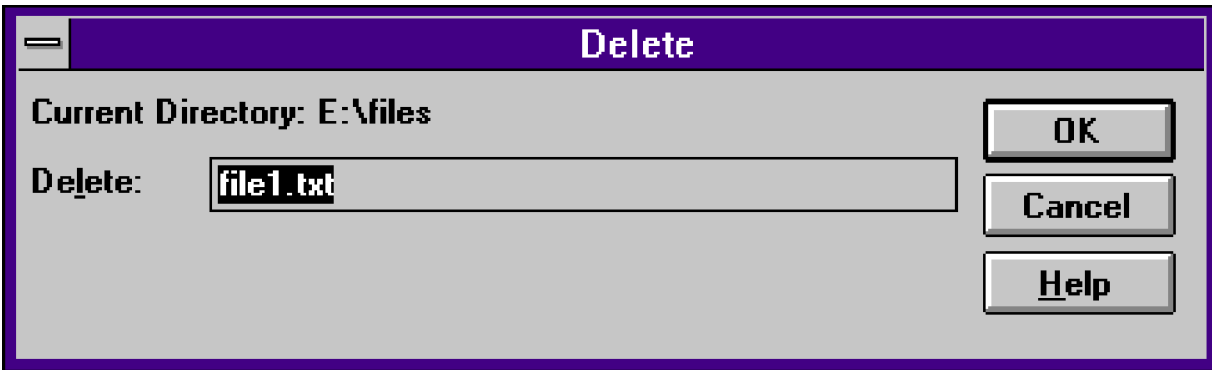 Delete
Current Directory: E:\files
OK
Delete: file1.txt
Cancel
Help